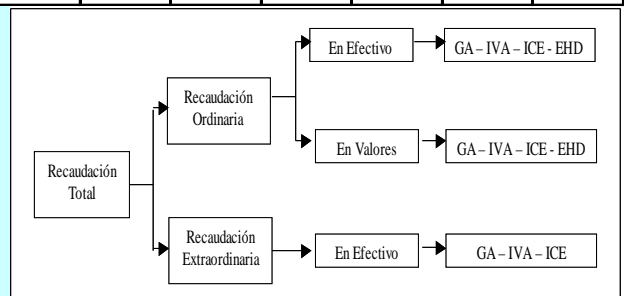 En Efectivo
GA – IVA – ICE - EHD
Recaudación
Ordinaria
En Valores
GA – IVA – ICE - EHD
Recaudación
Total
Recaudación
Extraordinaria
En Efectivo
GA – IVA – ICE